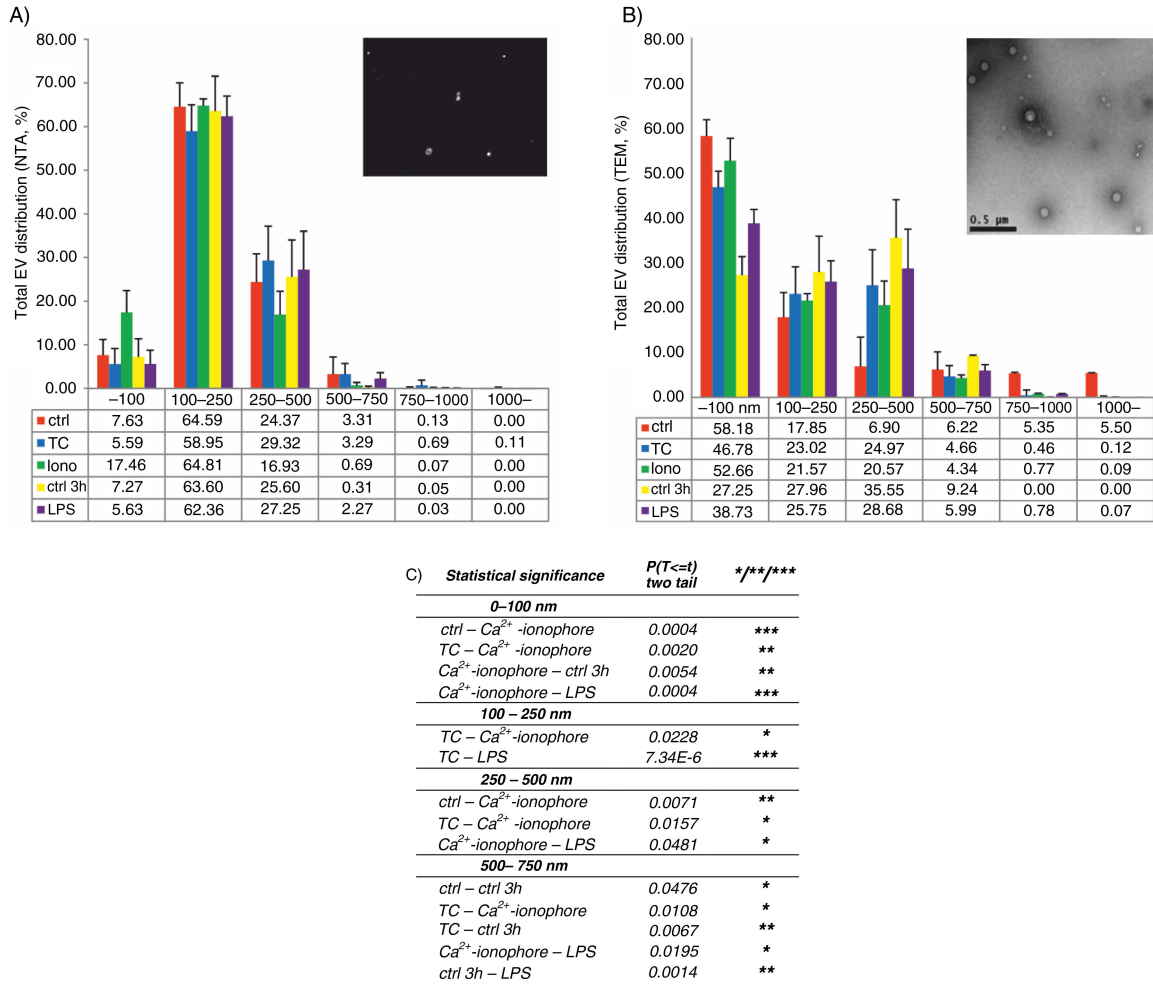 A)
Total EV distribution (NTA, %)
80.00
70.00
60.00
50.00
40.00
30.00
20.00
10.00
0.00
–100 100–250 250–500 500–750 750–1000 1000–
ctrl 7.63 64.59 24.37 3.31 0.13 0.00
TC 5.59 58.95 29.32 3.29 0.69 0.11
Iono 17.46 64.81 16.93 0.69 0.07 0.00
ctrl 3h 7.27 63.60 25.60 0.31 0.05 0.00
LPS 5.63 62.36 27.25 2.27 0.03 0.00
B)
Total EV distribution (TEM, %)
80.00
70.00
60.00
50.00
40.00
30.00
20.00
10.00
0.00
0.5 µm
–100 nm 100–250 250–500 500–750 750–1000 1000–
ctrl 58.18 17.85 6.90 6.22 5.35 5.50
TC 46.78 23.02 24.97 4.66 0.46 0.12
Iono 52.66 21.57 20.57 4.34 0.77 0.09
ctrl 3h 27.25 27.96 35.55 9.24 0.00 0.00
LPS 38.73 25.75 28.68 5.99 0.78 0.07
C) Statistical significance P(T<=t) two tail */**/***
0–100 nm
ctrl – Ca²⁺ -ionophore 0.0004 ***
TC – Ca²⁺ -ionophore 0.0020 **
Ca²⁺-ionophore – ctrl 3h 0.0054 **
Ca²⁺-ionophore – LPS 0.0004 ***
100 – 250 nm
TC – Ca²⁺-ionophore 0.0228 *
TC – LPS 7.34E-6 ***
250 – 500 nm
ctrl – Ca²⁺-ionophore 0.0071 **
TC – Ca²⁺ -ionophore 0.0157 *
Ca²⁺-ionophore – LPS 0.0481 *
500– 750 nm
ctrl – ctrl 3h 0.0476 *
TC – Ca²⁺-ionophore 0.0108 *
TC – ctrl 3h 0.0067 **
Ca²⁺-ionophore – LPS 0.0195 *
ctrl 3h – LPS 0.0014 **